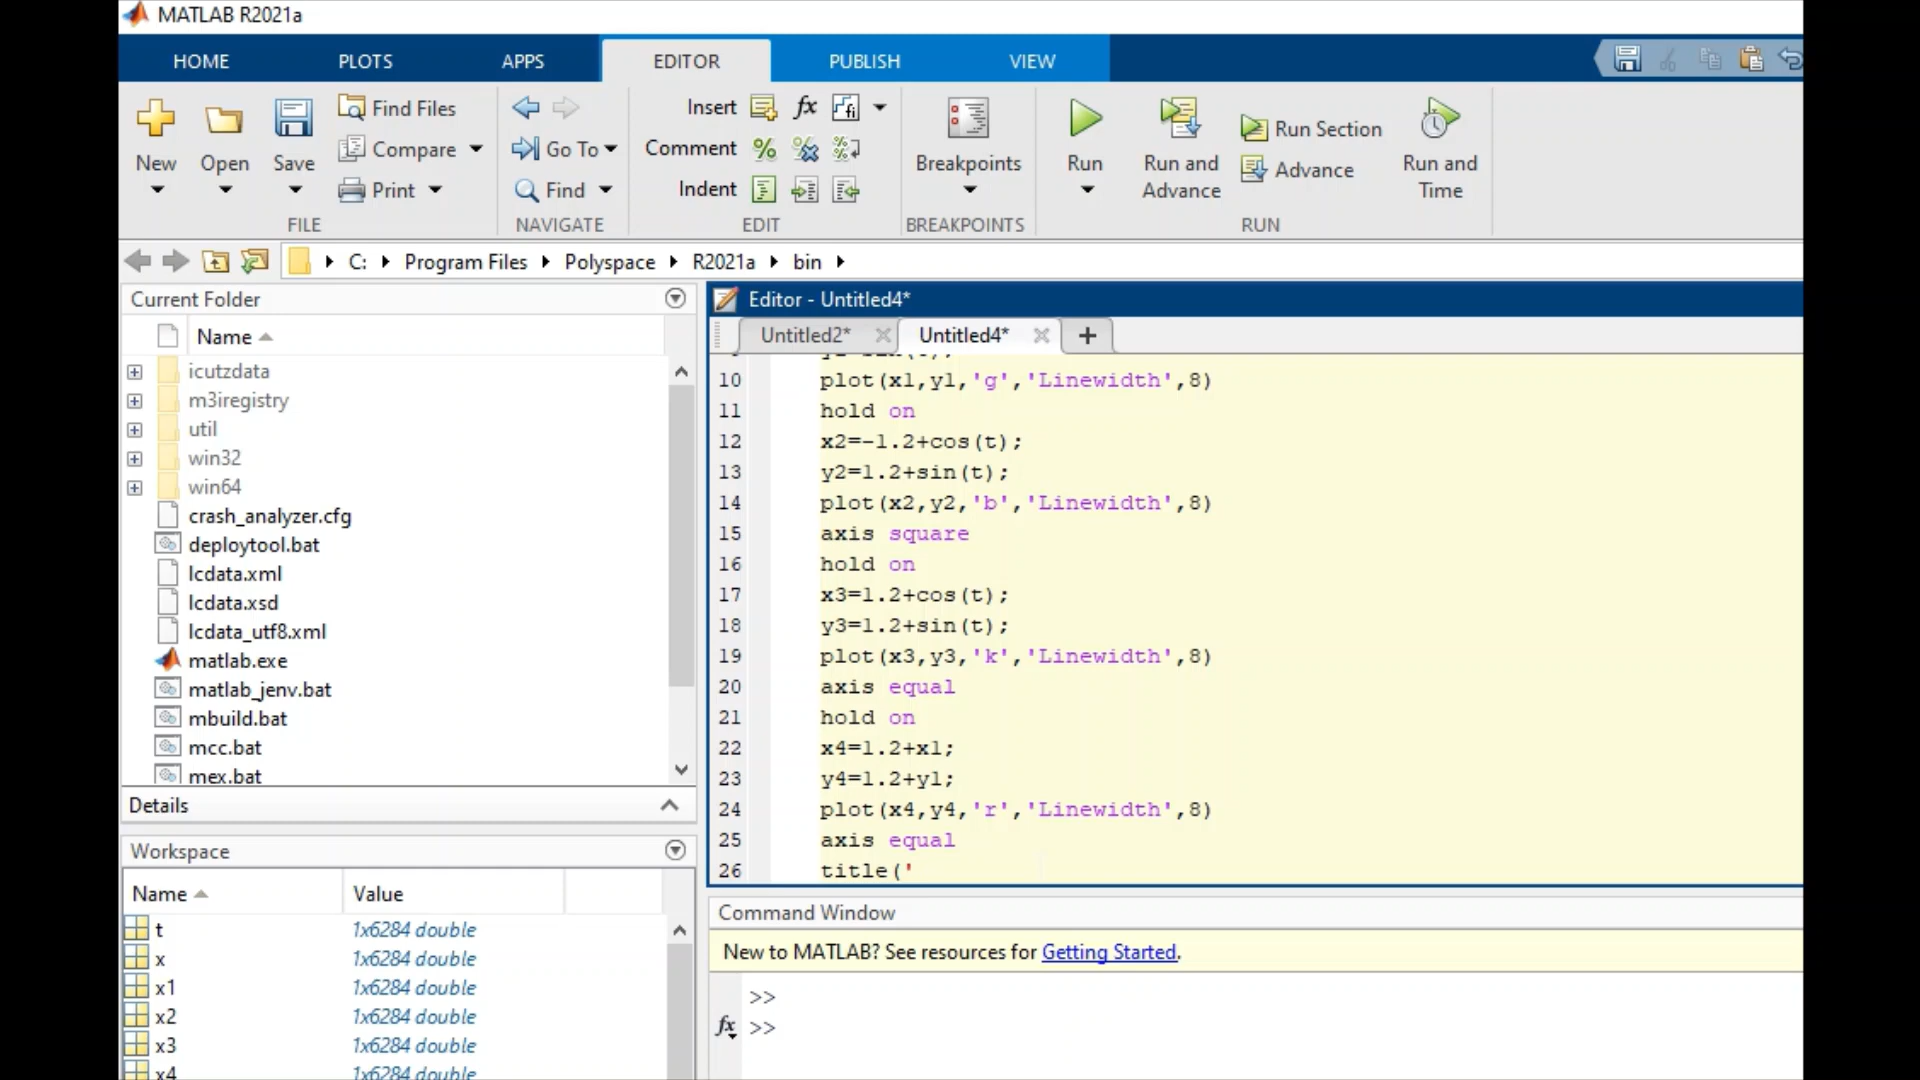 MATLAB R2021a
HOME
PLOTS
APPS
EDITOR
PUBLISH
VIEW
New
Open
Save
Find Files
Compare
Print
FILE
Go To
Find
NAVIGATE
Insert
fx
fi
Comment
%
Indent
EDIT
Breakpoints
BREAKPOINTS
Run
Run and
Advance
Run Section
Advance
Run and
Time
RUN
C:
Program Files
Polyspace
R2021a
bin
Current Folder
Name
icutzdata
m3iregistry
util
win32
win64
crash_analyzer.cfg
deploytool.bat
lcdata.xml
lcdata.xsd
lcdata_utf8.xml
matlab.exe
matlab_jenv.bat
mbuild.bat
mcc.bat
mex.bat
Details
Workspace
Name
Value
t 1x6284 double
x 1x6284 double
x1 1x6284 double
x2 1x6284 double
x3 1x6284 double
x4 1x6284 double
Editor - Untitled4*
Untitled2*
Untitled4*
10 plot(x1,y1,'g','Linewidth',8)
11 hold on
12 x2=-1.2+cos(t);
13 y2=1.2+sin(t);
14 plot(x2,y2,'b','Linewidth',8)
15 axis square
16 hold on
17 x3=1.2+cos(t);
18 y3=1.2+sin(t);
19 plot(x3,y3,'k','Linewidth',8)
20 axis equal
21 hold on
22 x4=1.2+x1;
23 y4=1.2+y1;
24 plot(x4,y4,'r','Linewidth',8)
25 axis equal
26 title('
Command Window
New to MATLAB? See resources for Getting Started.
>>
fx >>